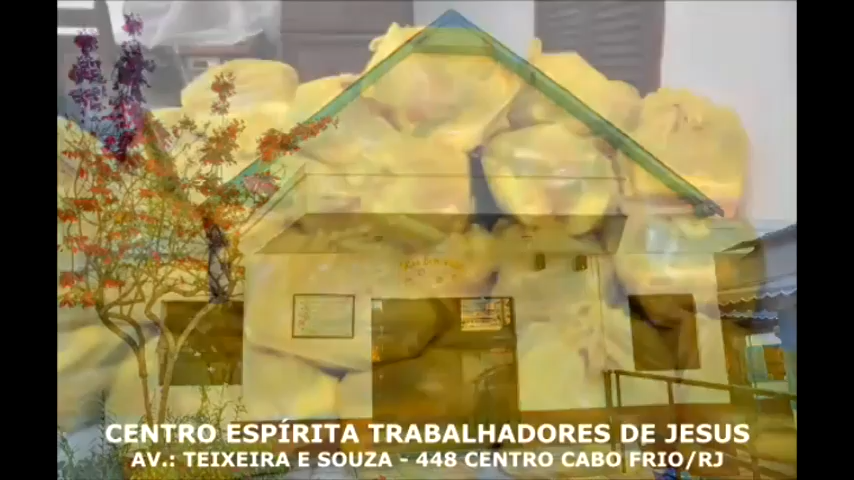 CENTRO ESPÍRITA TRABALHADORES DE JESUS
AV.: TEIXEIRA E SOUZA - 448 CENTRO CABO FRIO/RJ